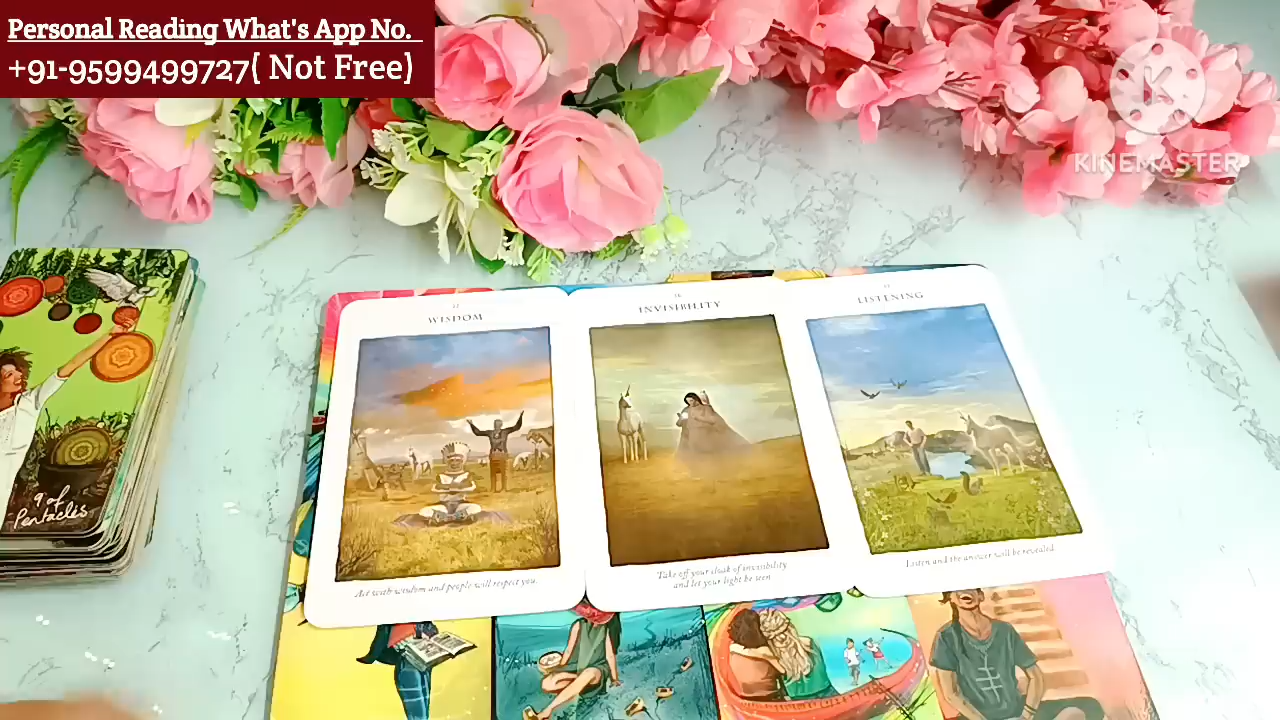 Personal Reading What's App No.
+91-9599499727( Not Free)
KINEMASTER
WISDOM
INVISIBILITY
LISTENING
Act with wisdom and people will respect you.
Take off your cloak of invisibility
and let your light be seen
Listen and the answer will be revealed
9 of
Pentacles